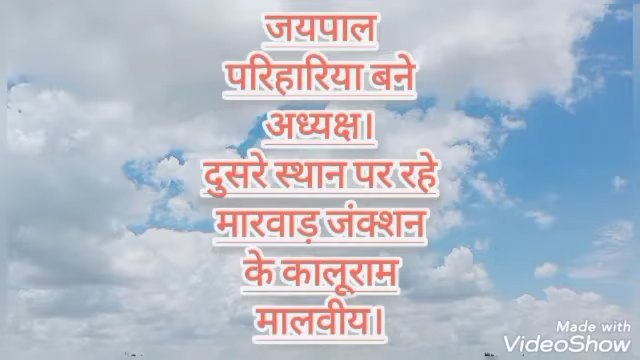 जयपाल
परिहारिया बने
अध्यक्ष।
दुसरे स्थान पर रहे
मारवाड़ जंक्शन
के कालूराम
मालवीय।
Made with
VideoShow